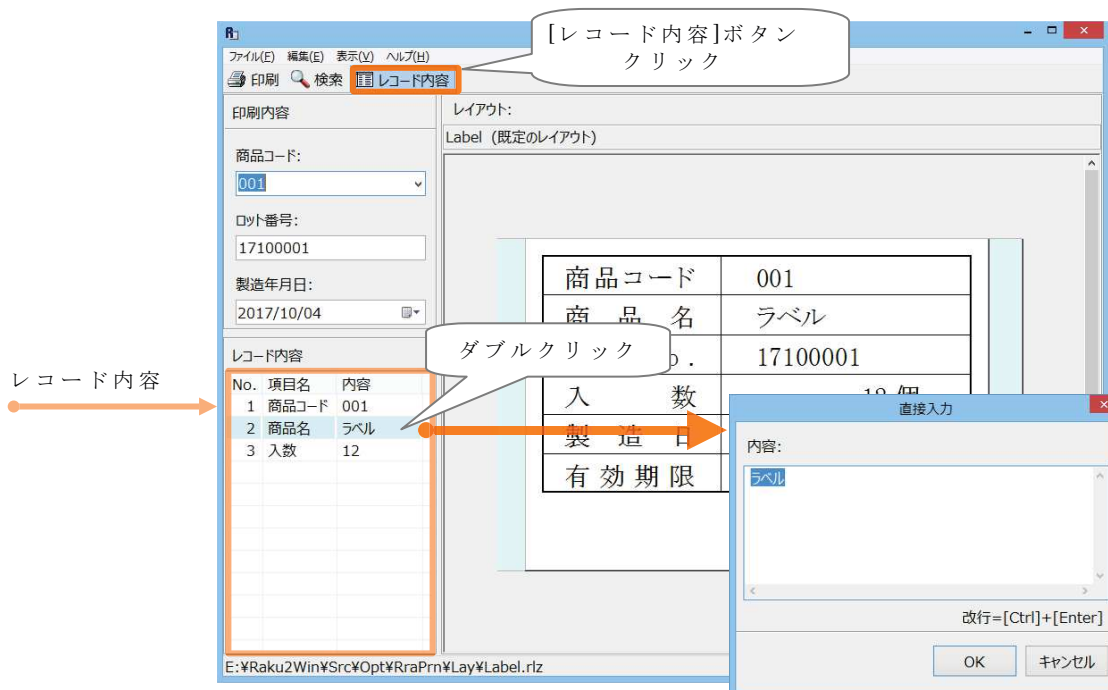 [レコード内容]ボタン
クリック
ファイル(F) 編集(E) 表示(V) ヘルプ(H)
印刷 検索 レコード内容
印刷内容
商品コード:
001
ロット番号:
17100001
製造年月日:
2017/10/04
レイアウト:
Label (既定のレイアウト)
商品コード 001
商品名 ラベル
17100001
入数 12個
製造日
有効期限
ダブルクリック
レコード内容
レコード内容
No. 項目名 内容
1 商品コード 001
2 商品名 ラベル
3 入数 12
直接入力
内容:
ラベル
改行=[Ctrl]+[Enter]
OK キャンセル
E:¥Raku2Win¥Src¥Opt¥RraPrn¥Lay¥Label.rlz